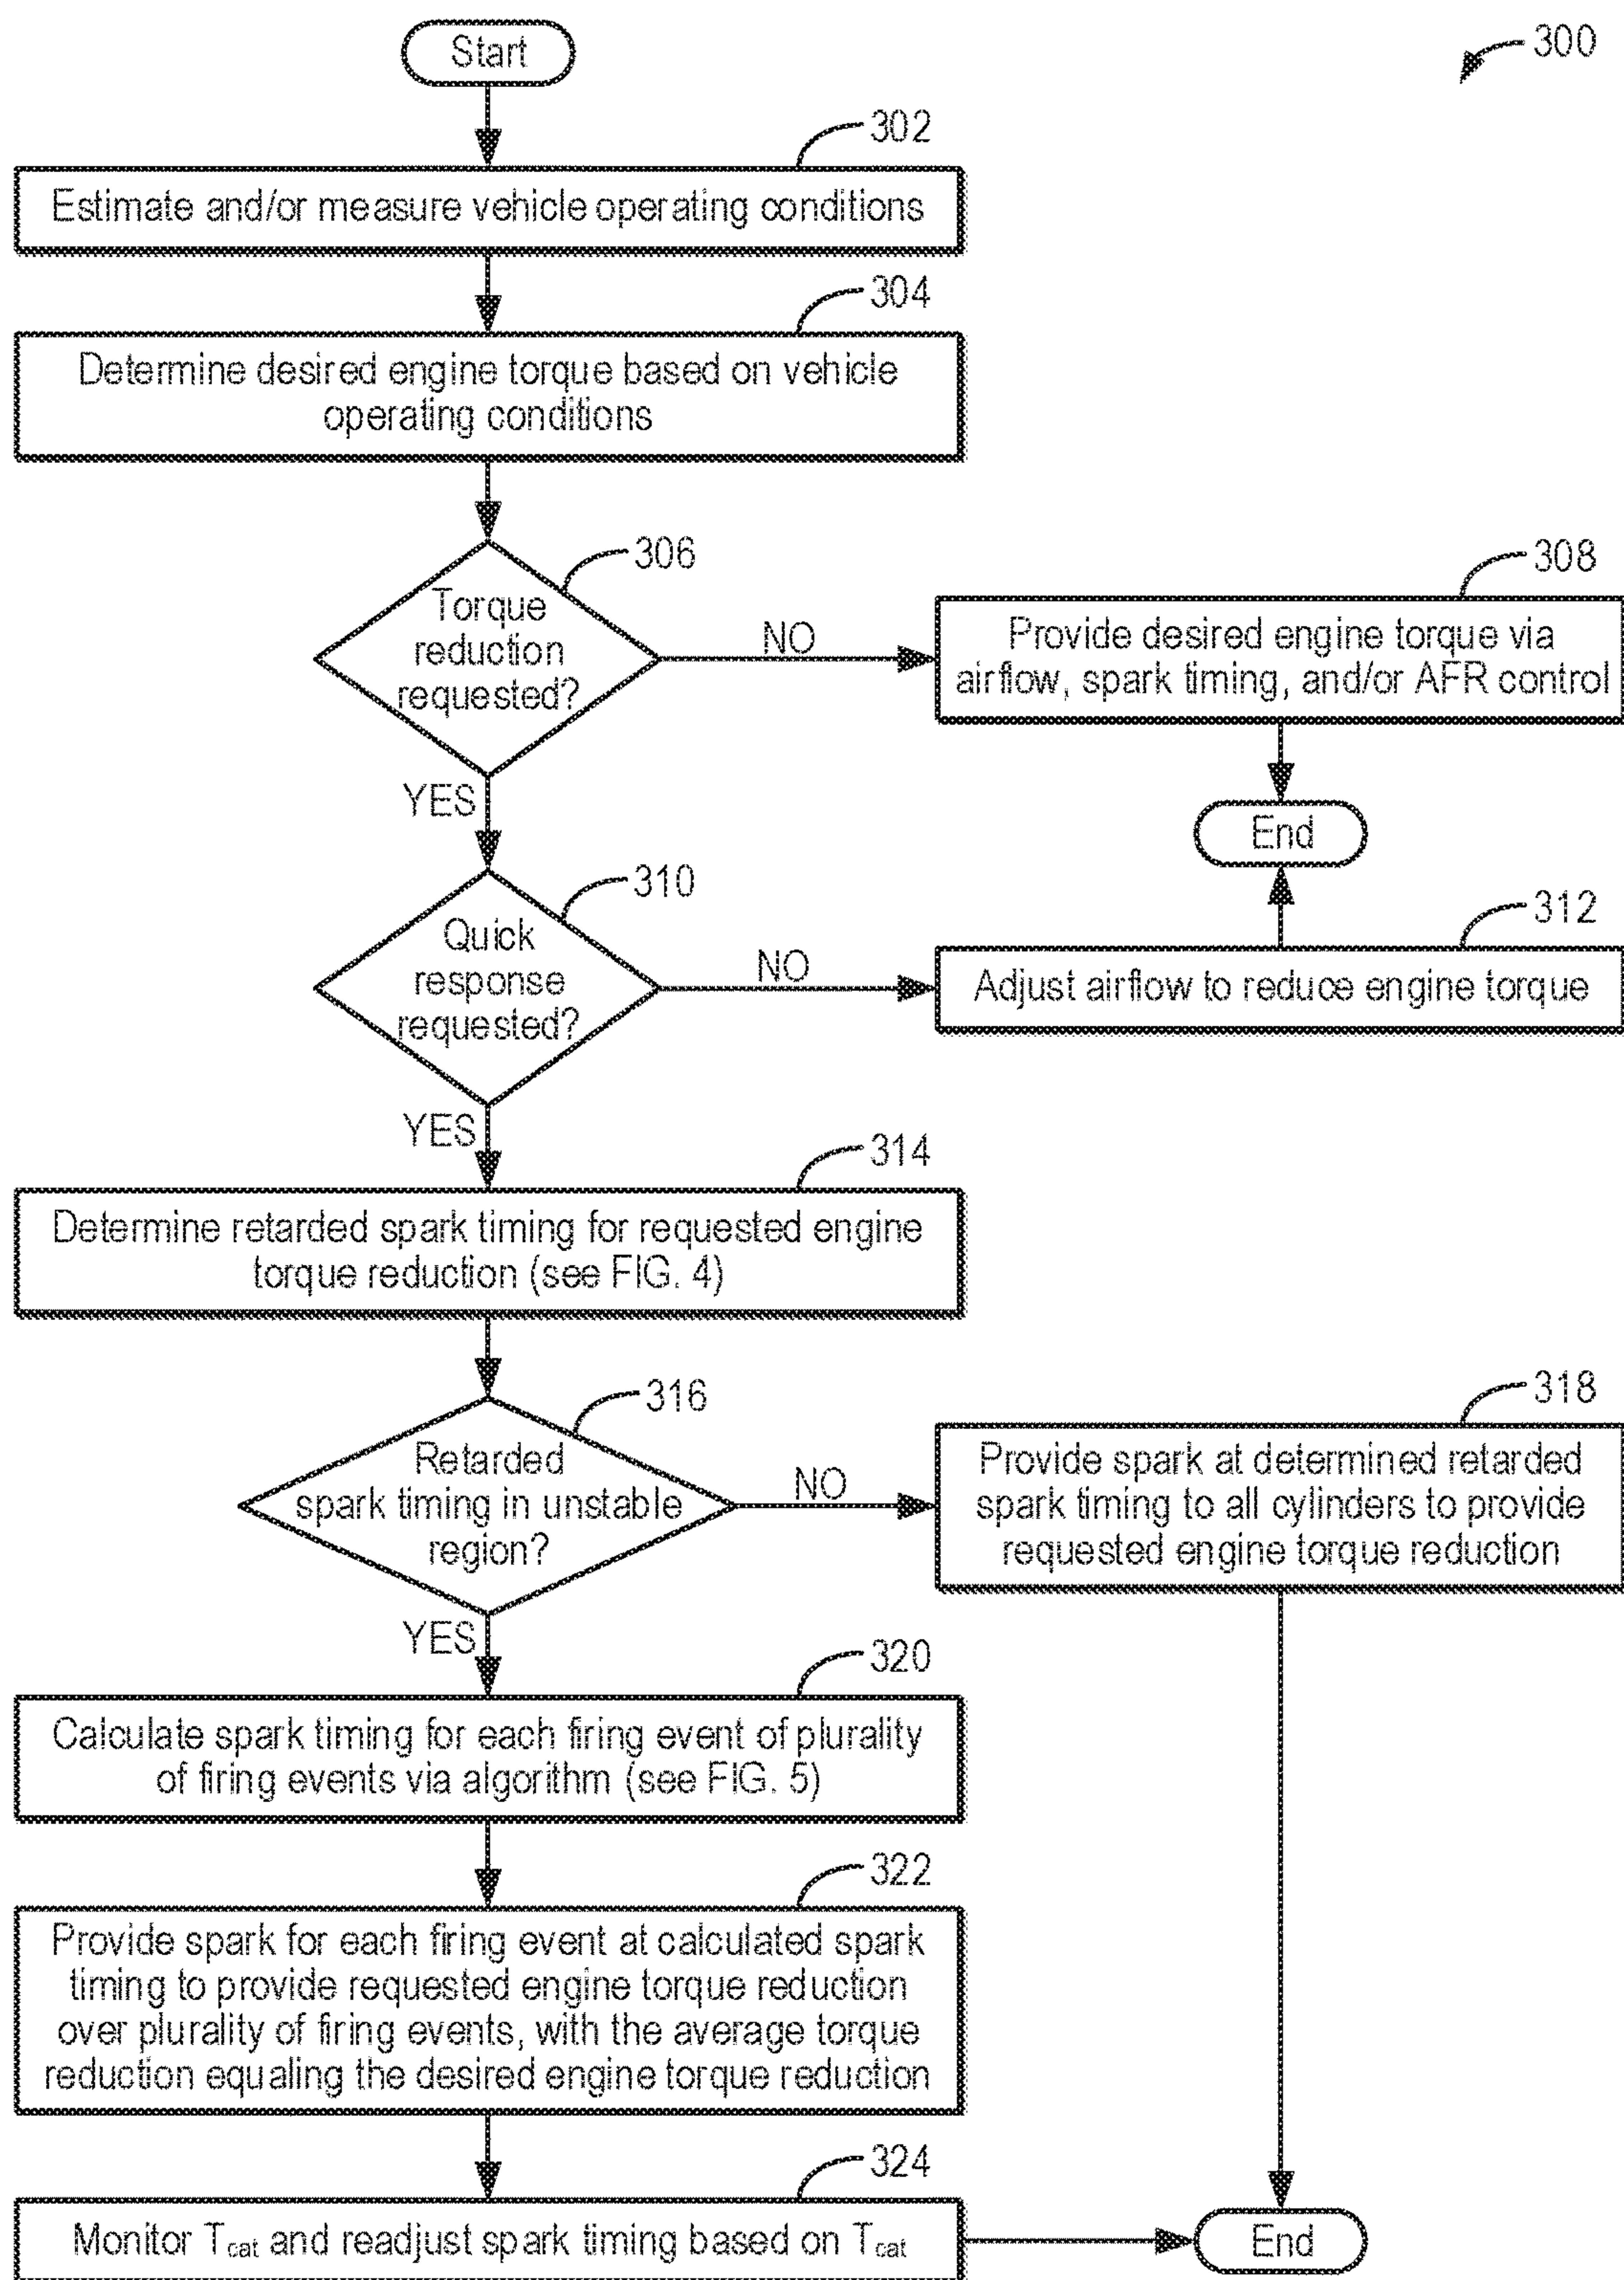 Start
300
302
Estimate and/or measure vehicle operating conditions
304
Determine desired engine torque based on vehicle
operating conditions
306
Torque
reduction
requested?
NO
308
Provide desired engine torque via
airflow, spark timing, and/or AFR control
YES
End
310
Quick
response
requested?
NO
312
Adjust airflow to reduce engine torque
YES
314
Determine retarded spark timing for requested engine
torque reduction (see FIG. 4)
316
Retarded
spark timing in unstable
region?
NO
318
Provide spark at determined retarded
spark timing to all cylinders to provide
requested engine torque reduction
YES
320
Calculate spark timing for each firing event of plurality
of firing events via algorithm (see FIG. 5)
322
Provide spark for each firing event at calculated spark
timing to provide requested engine torque reduction
over plurality of firing events, with the average torque
reduction equaling the desired engine torque reduction
324
Monitor Tcat and readjust spark timing based on Tcat
End